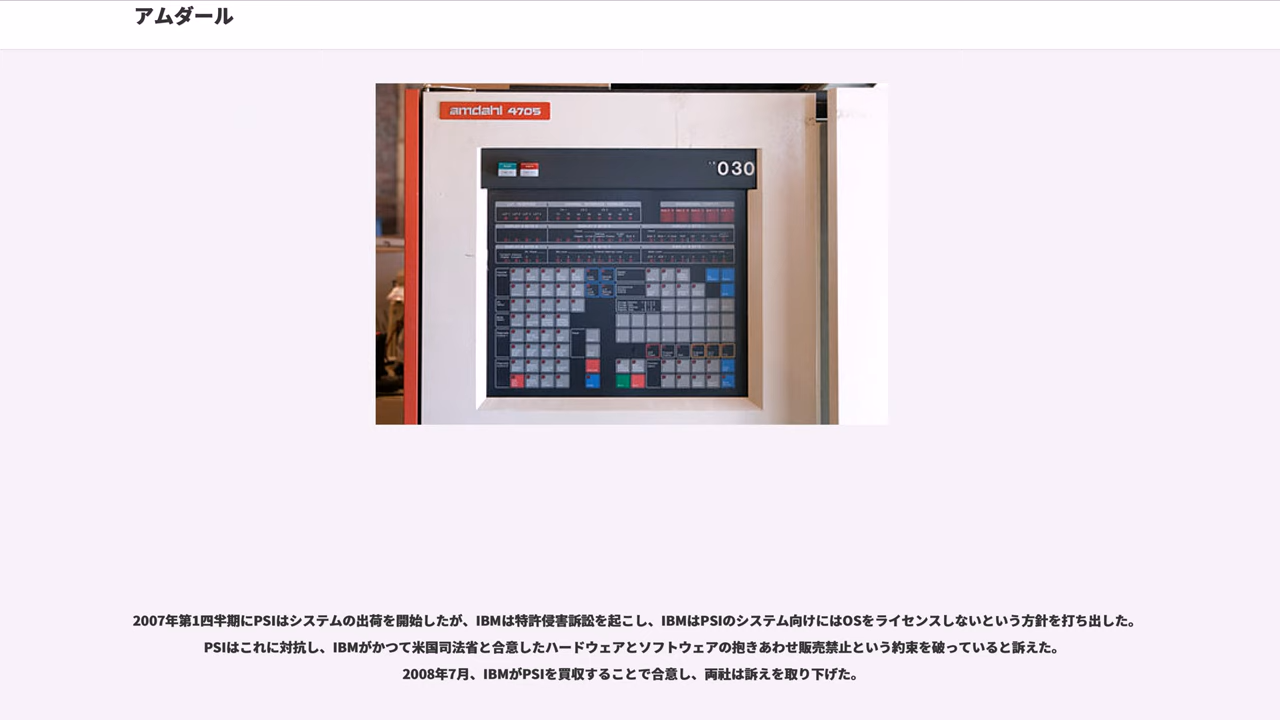 アムダール
amdahl 4705
030
2007年第1四半期にPSIはシステムの出荷を開始したが、IBMは特許侵害訴訟を起こし、IBMはPSIのシステム向けにはOSをライセンスしないという方針を打ち出した。
PSIはこれに対抗し、IBMがかつて米国司法省と合意したハードウェアとソフトウェアの抱きあわせ販売禁止という約束を破っていると訴えた。
2008年7月、IBMがPSIを買収することで合意し、両社は訴えを取り下げた。